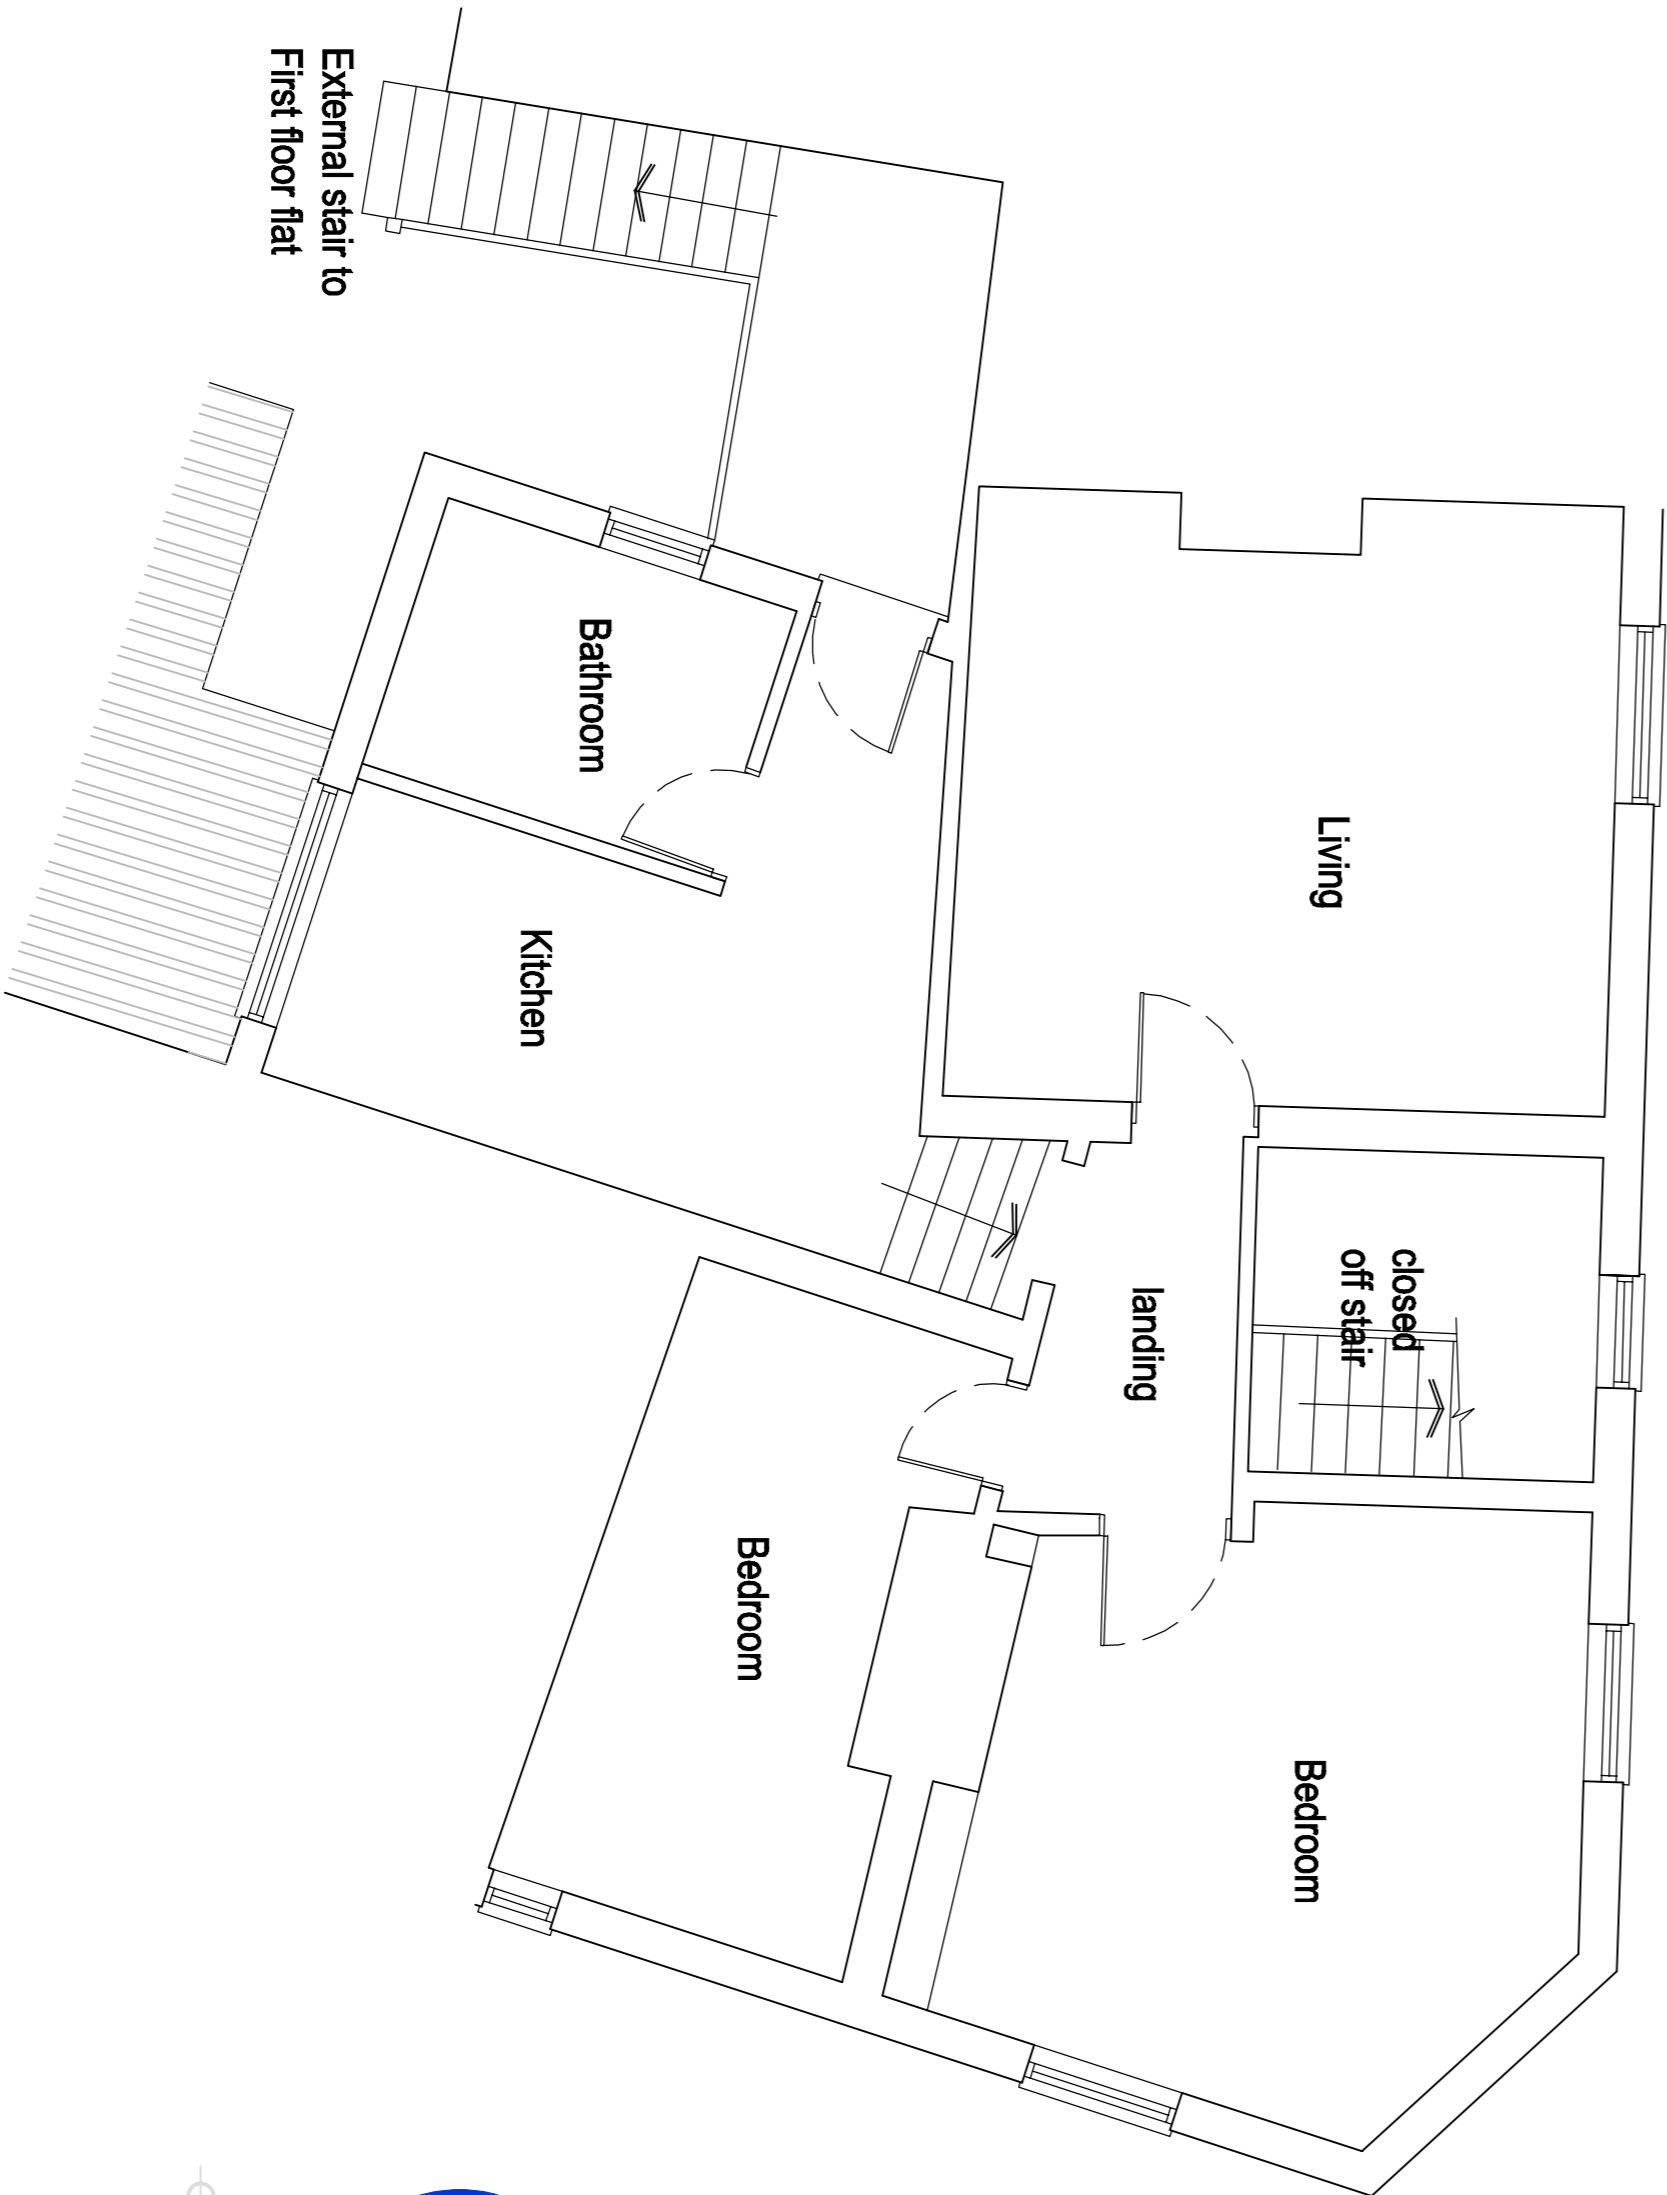 External stair to
First floor flat
Bathroom
Kitchen
Living
closed
off stair
landing
Bedroom
Bedroom